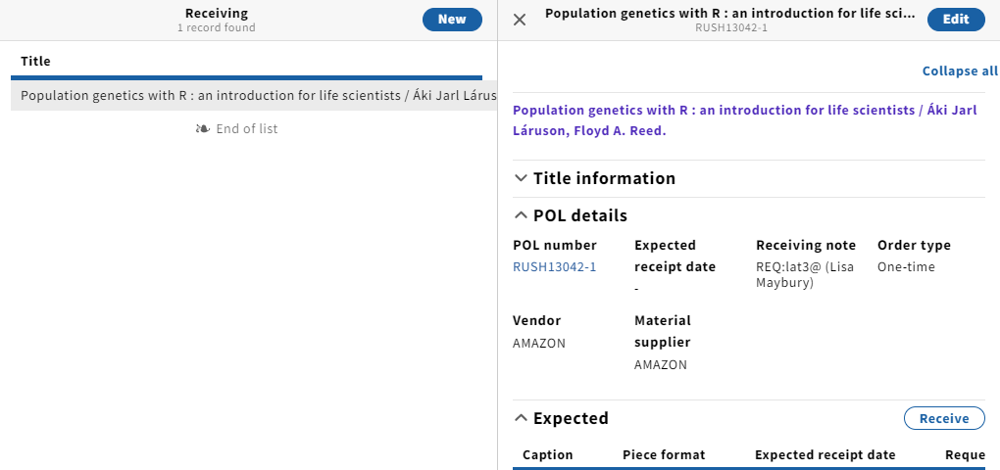 Receiving
1 record found
New
Title
Population genetics with R : an introduction for life scientists / Áki Jarl Lárus
End of list
Population genetics with R : an introduction for life sci...
RUSH13042-1
Edit
Collapse all
Population genetics with R : an introduction for life scientists / Áki Jarl
Láruson, Floyd A. Reed.
Title information
POL details
POL number
RUSH13042-1
Expected
receipt date
-
Receiving note
REQ:lat3@ (Lisa
Maybury)
Order type
One-time
Vendor
AMAZON
Material
supplier
AMAZON
Expected
Receive
Caption Piece format Expected receipt date Reque